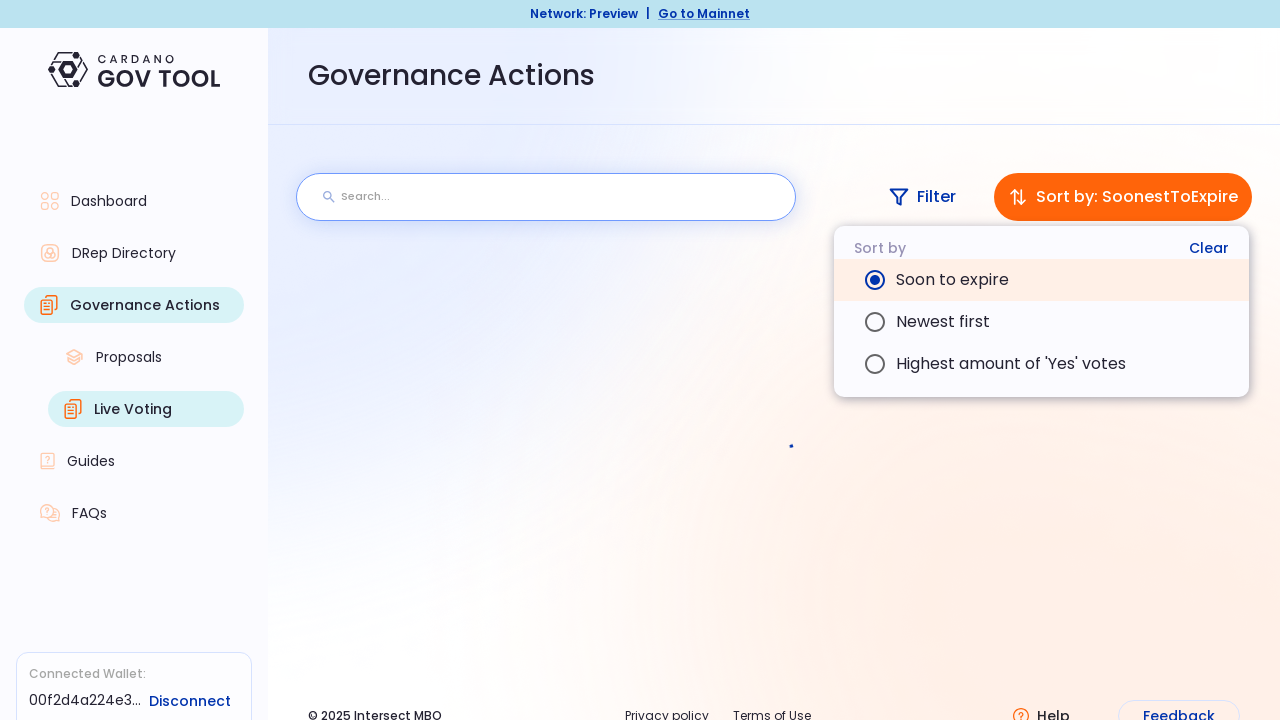 Network: Preview | Go to Mainnet
CARDANO
GOV TOOL
Governance Actions
Search...
Filter
Sort by: SoonestToExpire
Sort by
Clear
Soon to expire
Newest first
Highest amount of 'Yes' votes
Dashboard
DRep Directory
Governance Actions
Proposals
Live Voting
Guides
FAQs
Connected Wallet:
00f2d4a224e3...
Disconnect
© 2025 Intersect MBO
Privacy policy
Terms of Use
Help
Feedback